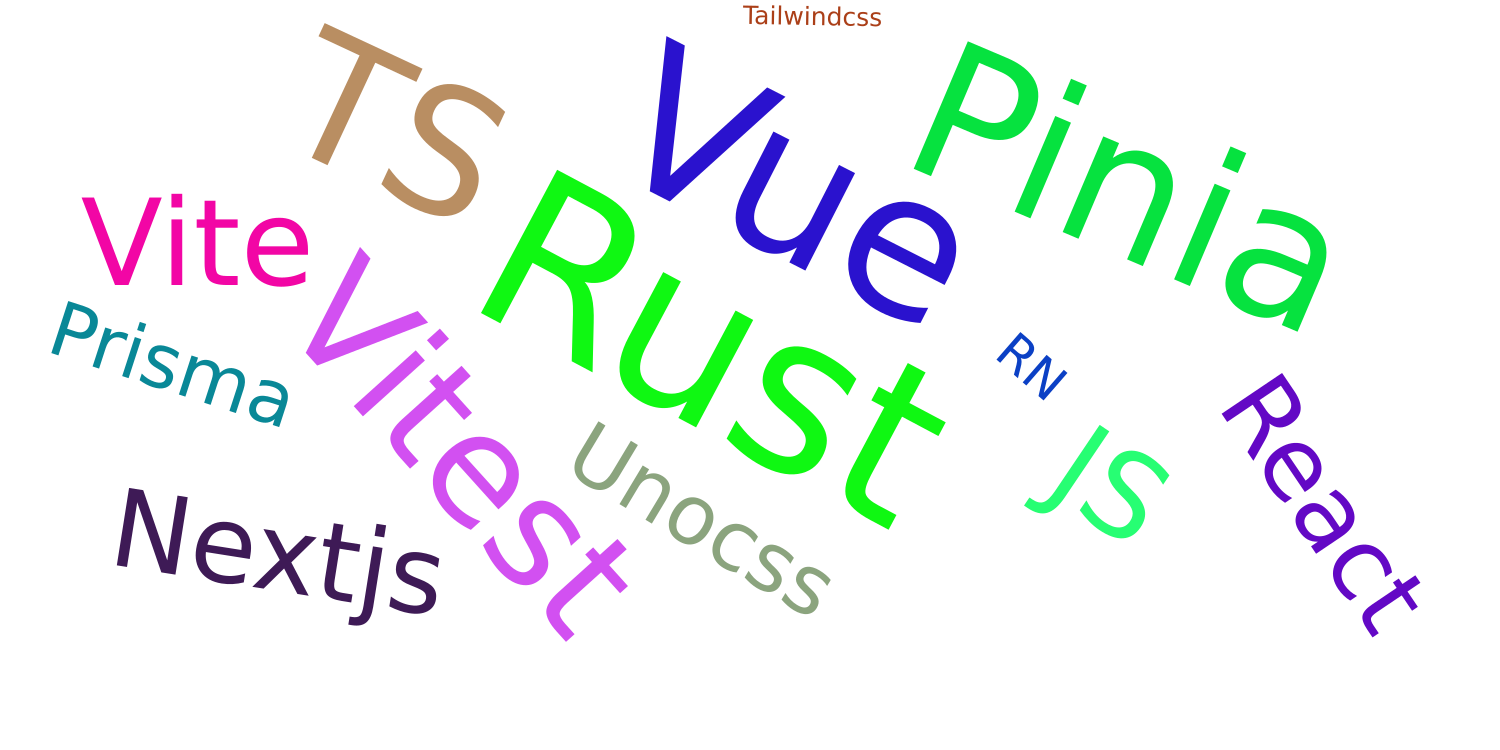 Tailwindcss
TS
Vue
Pinia
Vite
Rust
Vitest
Prisma
RN
React
JS
Unocss
Nextjs